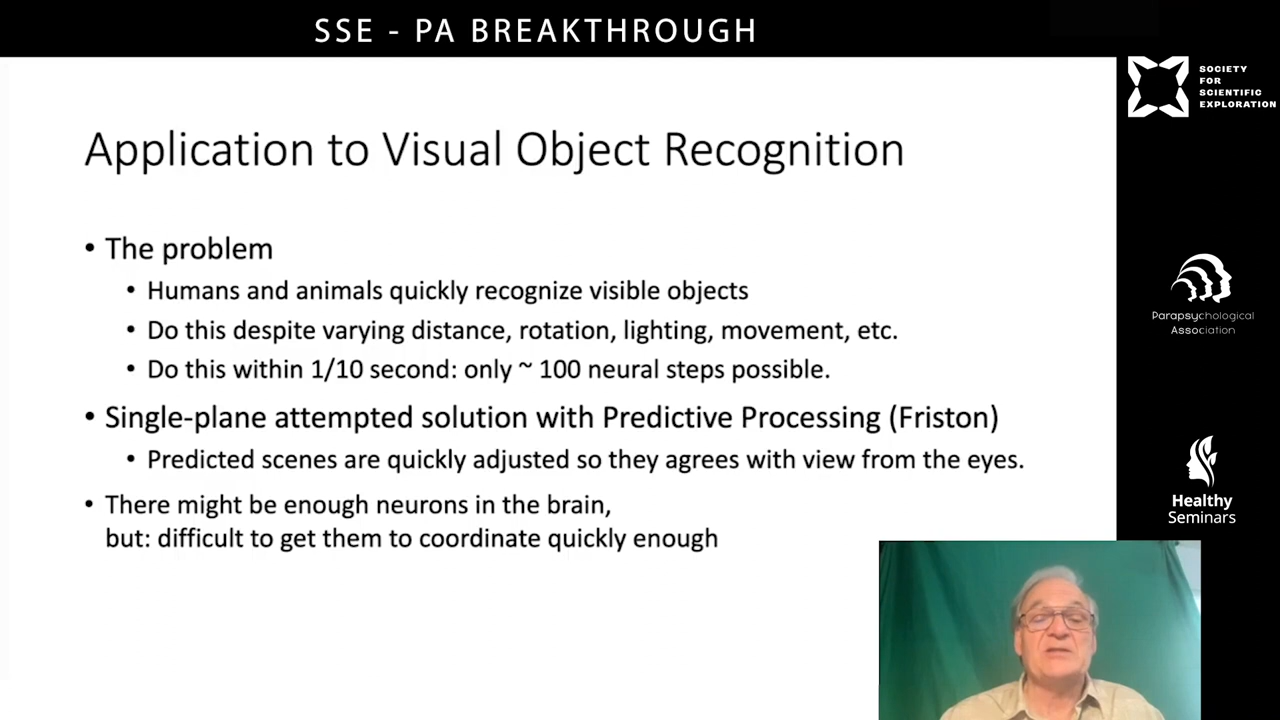 SSE - PA BREAKTHROUGH
SOCIETY
FOR
SCIENTIFIC
EXPLORATION
Application to Visual Object Recognition
• The problem
• Humans and animals quickly recognize visible objects
• Do this despite varying distance, rotation, lighting, movement, etc.
• Do this within 1/10 second: only ~ 100 neural steps possible.
• Single-plane attempted solution with Predictive Processing (Friston)
• Predicted scenes are quickly adjusted so they agrees with view from the eyes.
• There might be enough neurons in the brain,
but: difficult to get them to coordinate quickly enough
Parapsychological
Association
Healthy
Seminars